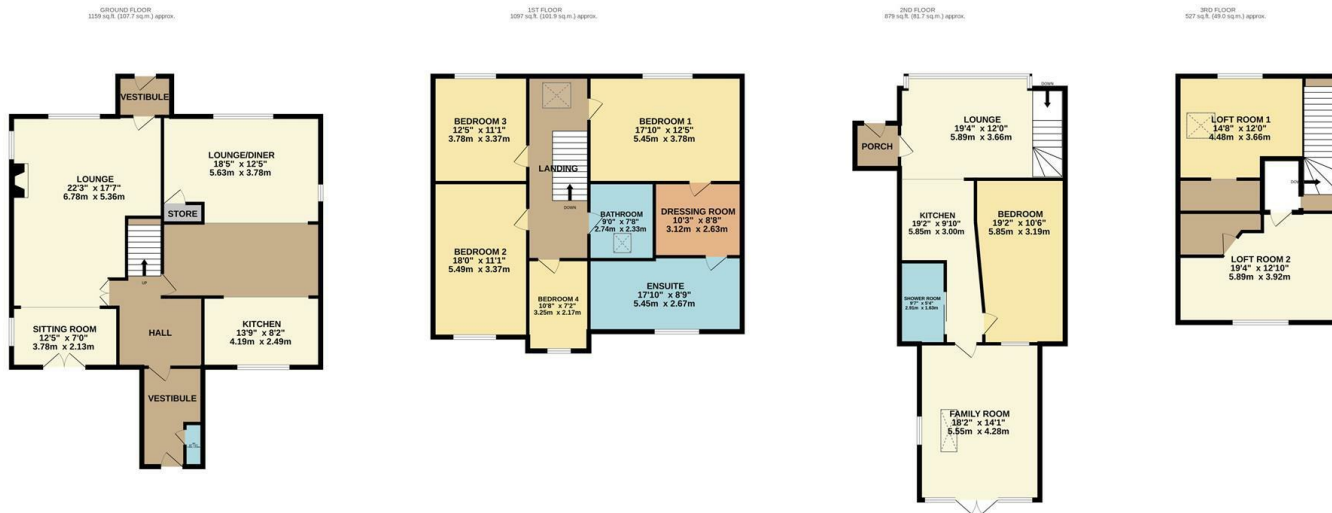 GROUND FLOOR
1159 sq.ft. (107.7 sq.m.) approx.
1ST FLOOR
1097 sq.ft. (101.9 sq.m.) approx.
2ND FLOOR
879 sq.ft. (81.7 sq.m.) approx.
3RD FLOOR
527 sq.ft. (49.0 sq.m.) approx.
VESTIBULE
LOUNGE
22'3" x 17'7"
6.78m x 5.36m
LOUNGE/DINER
18'5" x 12'5"
5.63m x 3.78m
STORE
UP
SITTING ROOM
12'5" x 7'0"
3.78m x 2.13m
HALL
KITCHEN
13'9" x 8'2"
4.19m x 2.49m
VESTIBULE
BEDROOM 3
12'5" x 11'1"
3.78m x 3.37m
BEDROOM 1
17'10" x 12'5"
5.45m x 3.78m
LANDING
DOWN
BEDROOM 2
18'0" x 11'1"
5.49m x 3.37m
BATHROOM
9'0" x 7'8"
2.74m x 2.33m
DRESSING ROOM
10'3" x 8'8"
3.12m x 2.63m
BEDROOM 4
10'8" x 7'2"
3.25m x 2.17m
ENSUITE
17'10" x 8'9"
5.45m x 2.67m
DOWN
LOUNGE
19'4" x 12'0"
5.89m x 3.66m
PORCH
KITCHEN
19'2" x 9'10"
5.85m x 3.00m
BEDROOM
19'2" x 10'6"
5.85m x 3.19m
SHOWER ROOM
FAMILY ROOM
18'2" x 14'1"
5.55m x 4.28m
LOFT ROOM 1
14'8" x 12'0"
4.48m x 3.66m
DOWN
LOFT ROOM 2
19'4" x 12'10"
5.89m x 3.92m